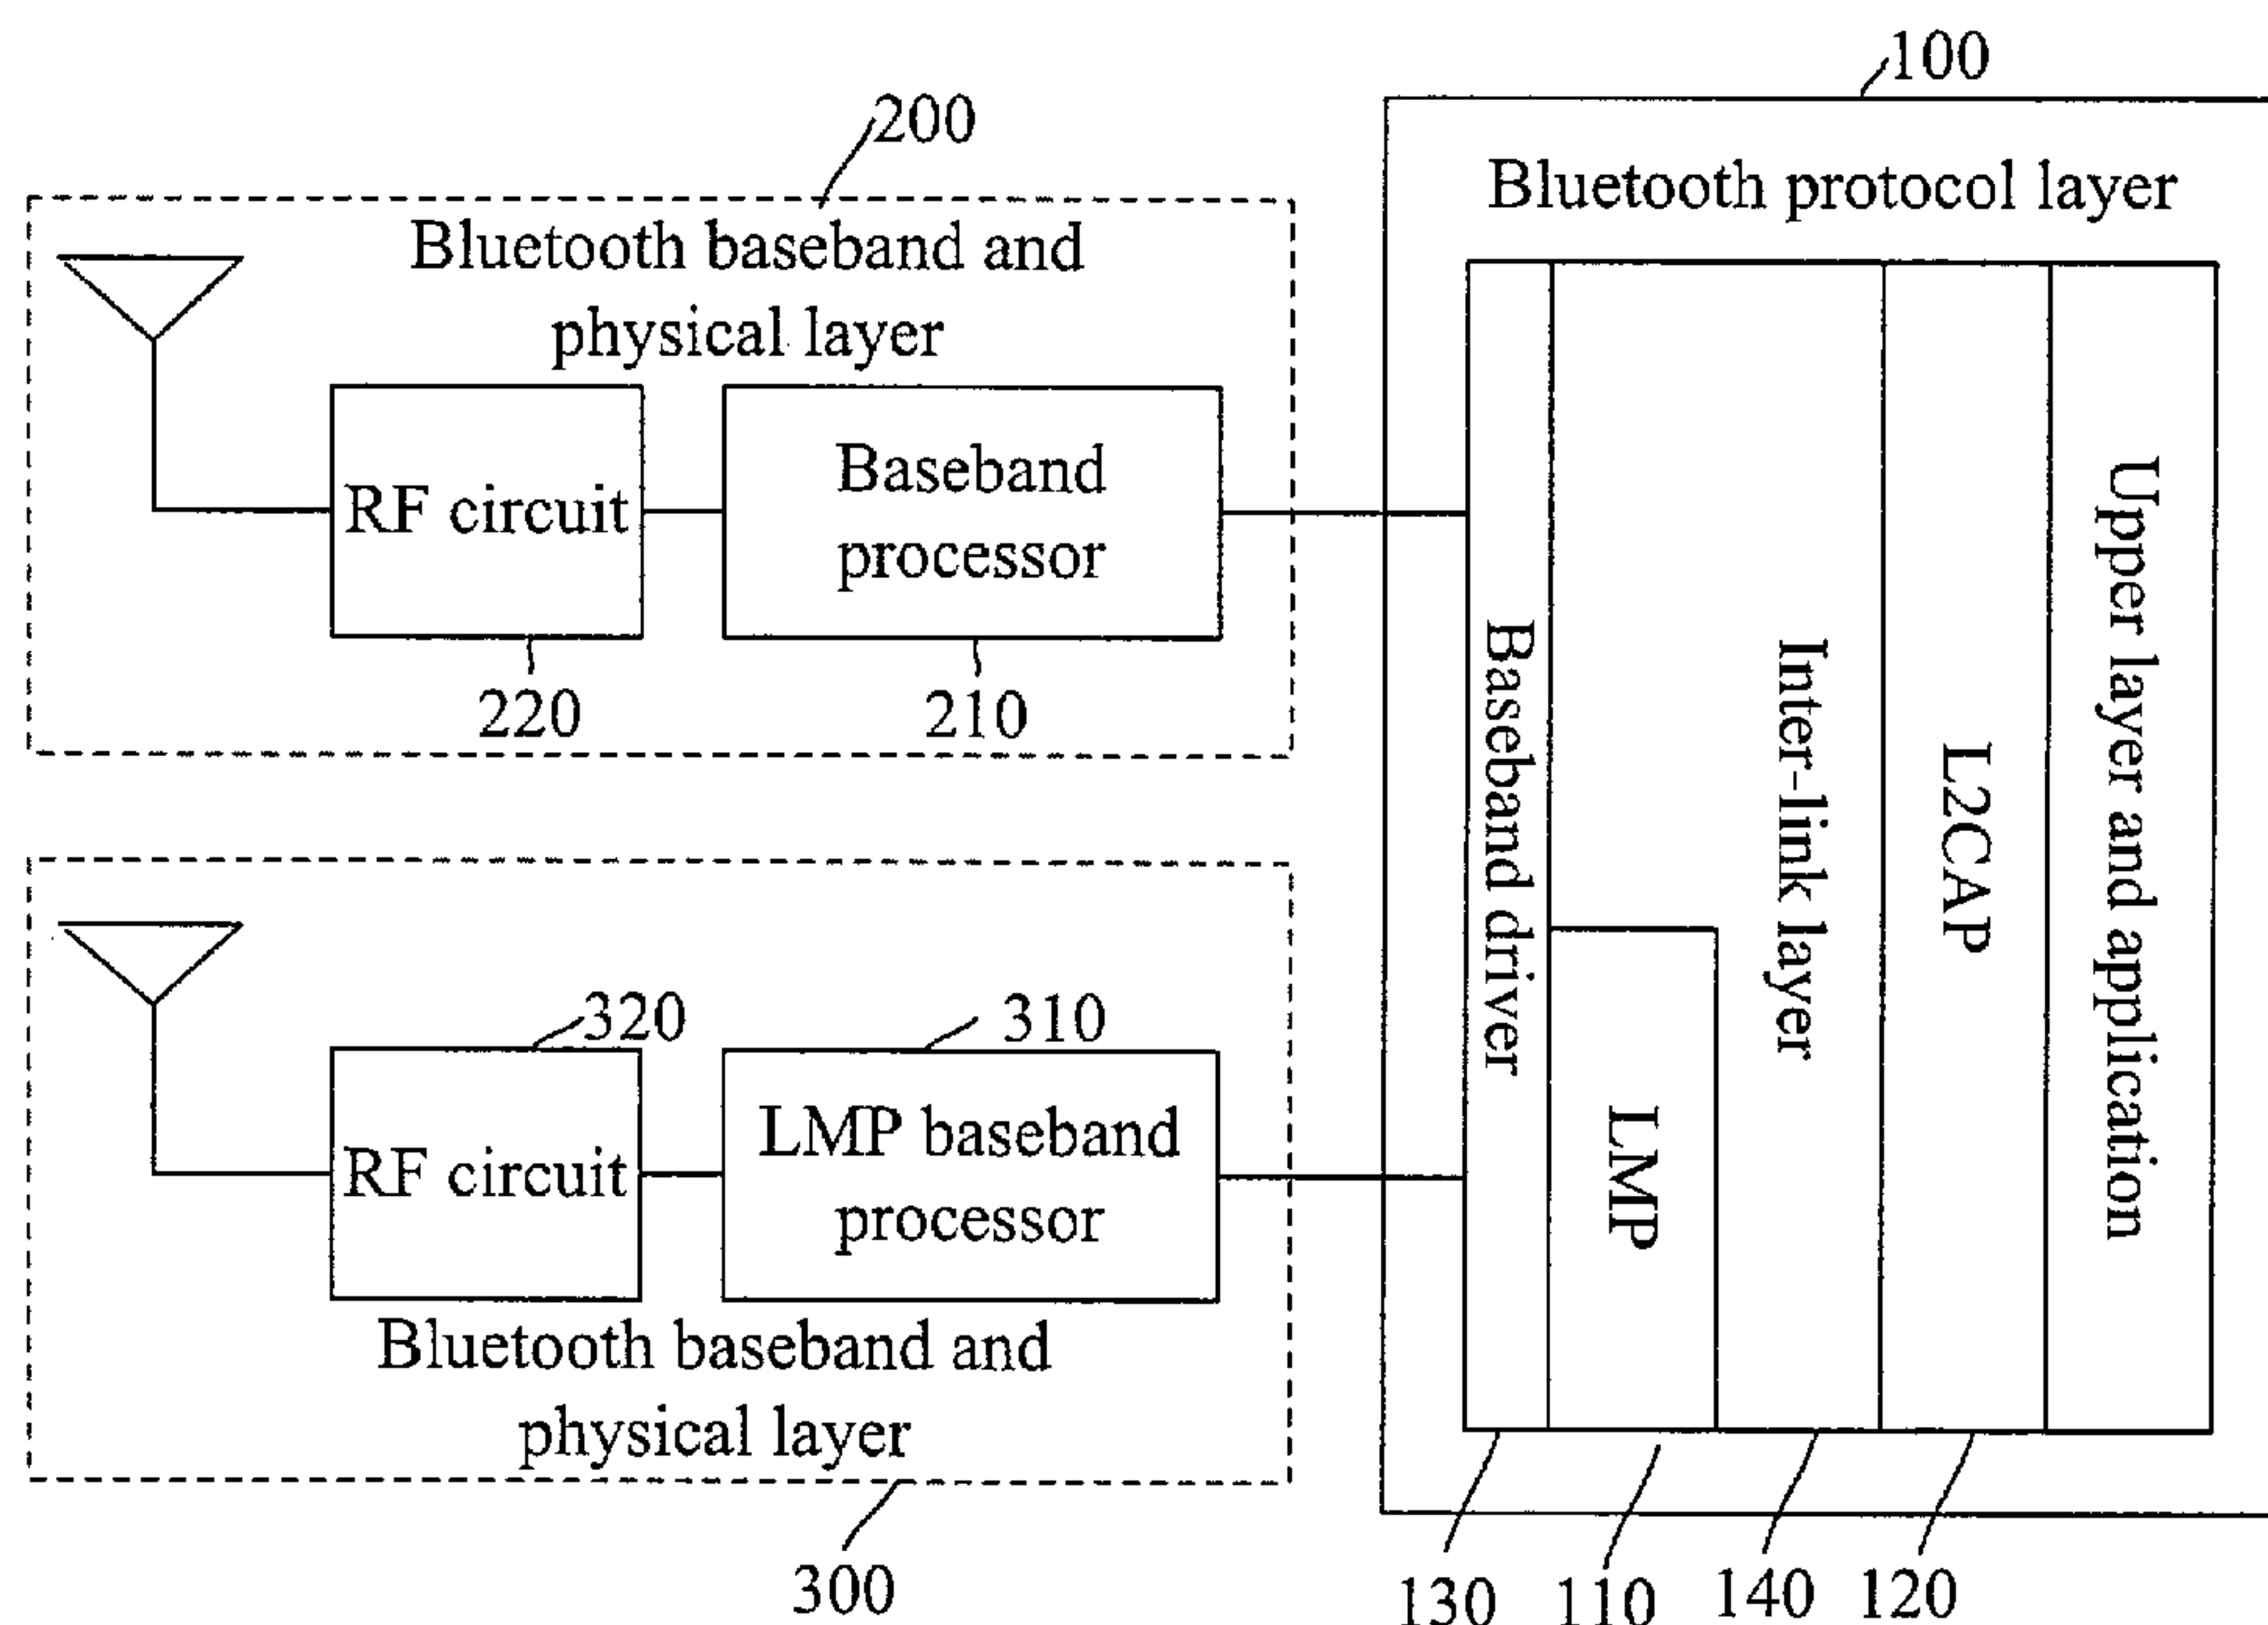 100
200
Bluetooth protocol layer
Bluetooth baseband and
physical layer
RF circuit
Baseband
processor
220
210
Baseband driver
Inter-link layer
L2CAP
Upper layer and application
LMP
320
310
RF circuit
LMP baseband
processor
Bluetooth baseband and
physical layer
300
130
110
140
120